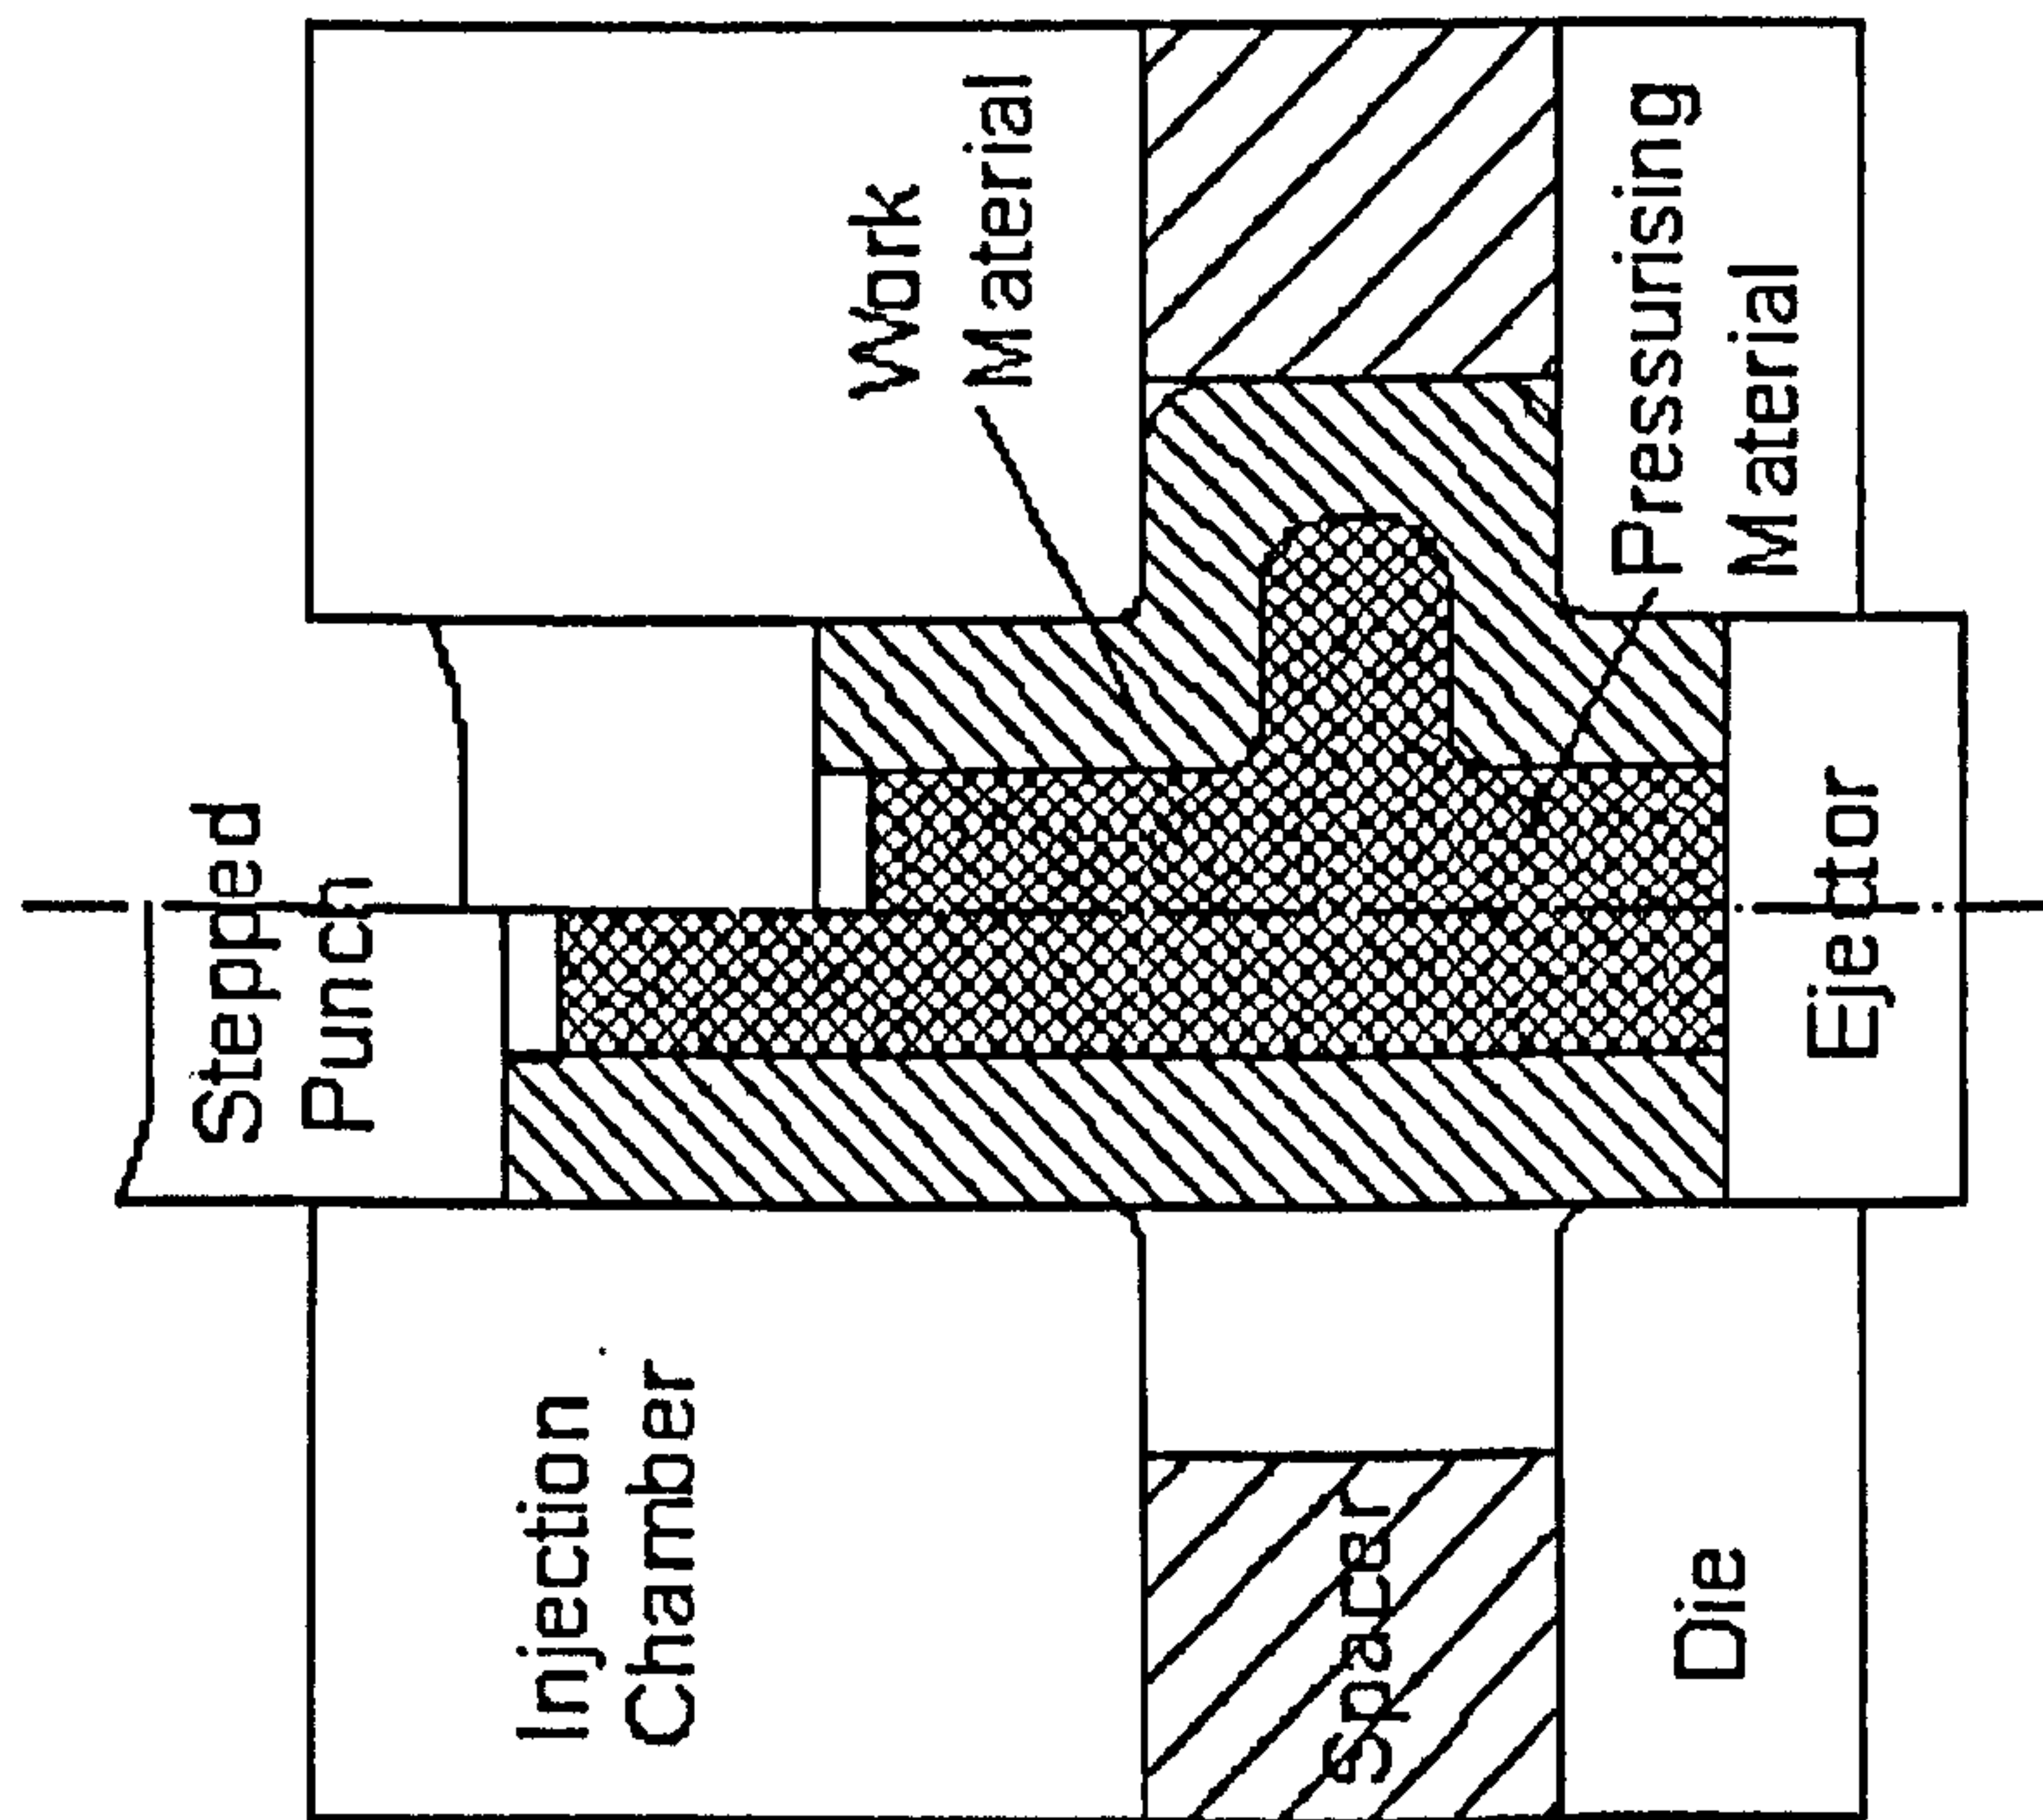 Stepped
Punch
Work
Material
Injection
Chamber
Spacer
Pressurising
Material
Die
Ejector